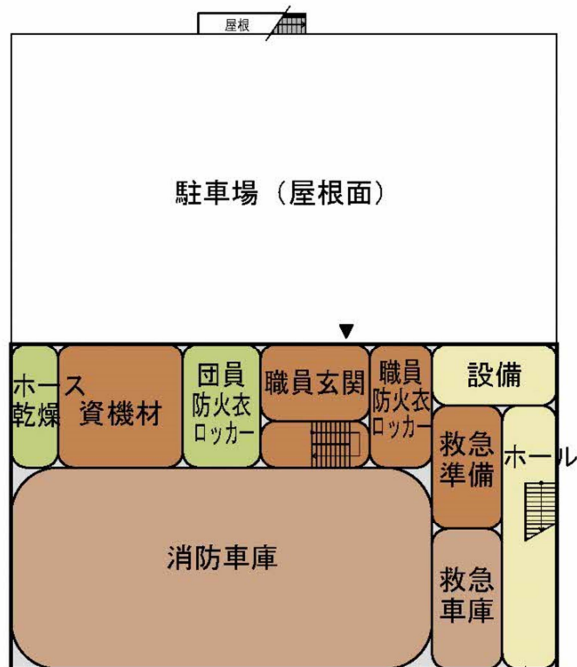 屋根
駐車場（屋根面）
ホース
乾燥
資機材
団員
防火衣
ロッカー
職員玄関
職員
防火衣
ロッカー
設備
救急
準備
ホール
消防車庫
救急
車庫